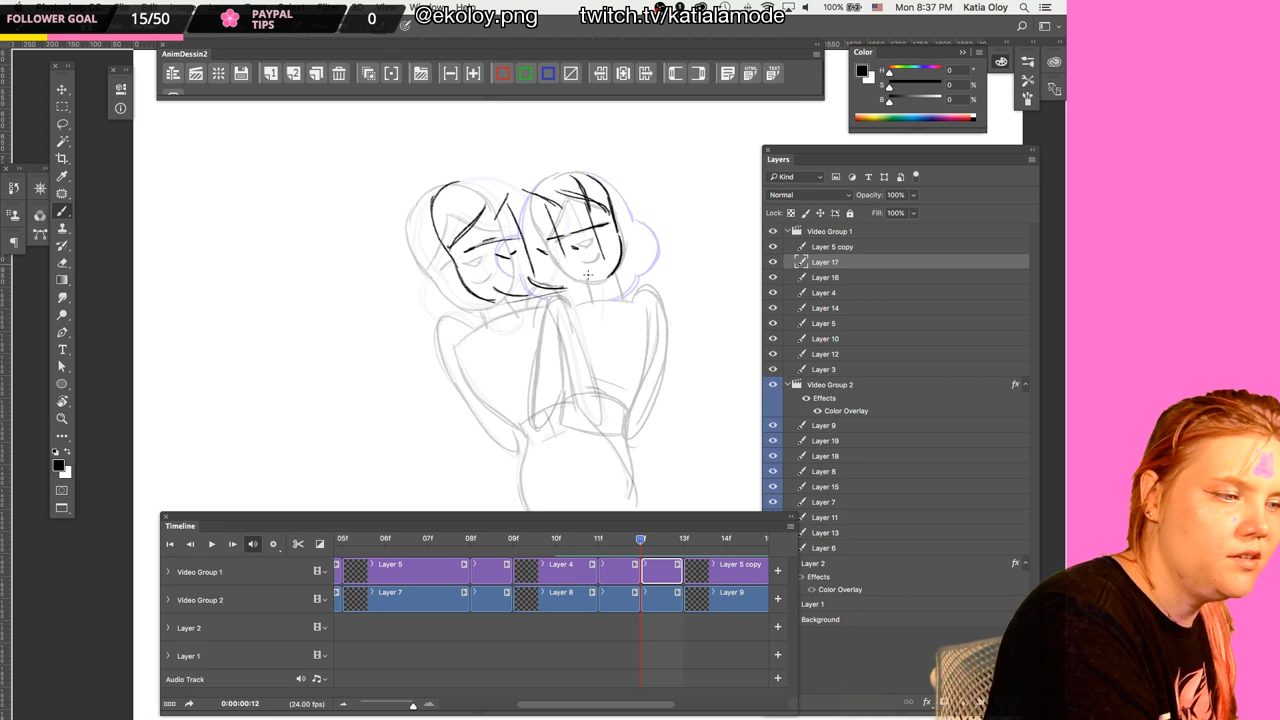 FOLLOWER GOAL 15/50 PAYPAL TIPS 0 @ololoy.png twitch.tv/katiamode
100% Mon 8:37 PM Katia Oloy
AnimDessin2
Color
H 0 °
S 0 %
B 0 %
Layers
Kind
Normal Opacity: 100%
Lock: Fill: 100%
Video Group 1
Layer 5 copy
Layer 17
Layer 16
Layer 4
Layer 14
Layer 5
Layer 10
Layer 12
Layer 3
Video Group 2 fx
Effects
Color Overlay
Layer 9
Layer 19
Layer 18
Layer 8
Layer 15
Layer 7
Layer 11
Layer 13
Layer 6
Layer 2
Effects
Color Overlay
Layer 1
Background
Timeline
05f 06f 07f 08f 09f 10f 11f 13f 14f
Video Group 1 Layer 5 Layer 4 Layer 5 copy
Video Group 2 Layer 7 Layer 8 Layer 9
Layer 2
Layer 1
Audio Track
0:00:00:12 (24.00 fps)